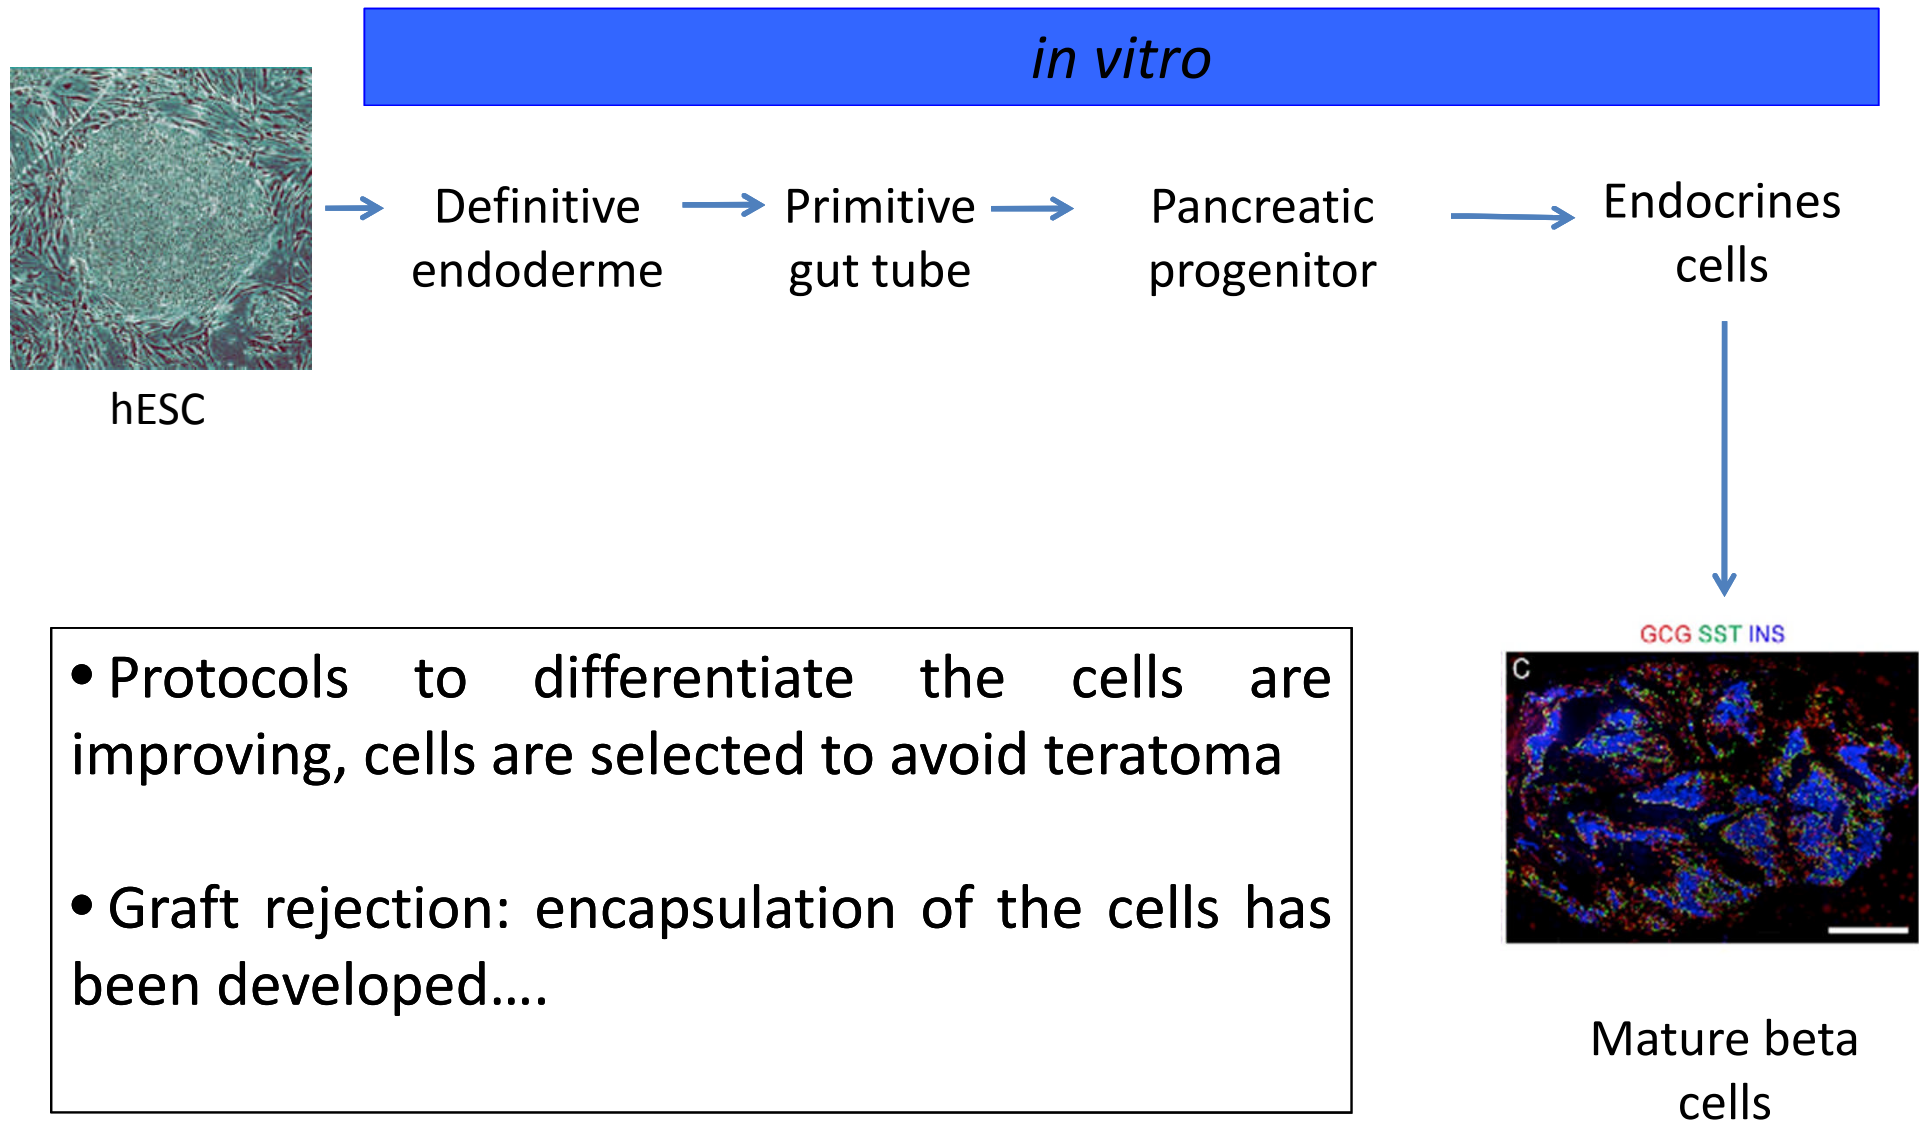 in vitro
Definitive
endoderme
Primitive
gut tube
Pancreatic
progenitor
Endocrines
cells
hESC
• Protocols to differentiate the cells are
improving, cells are selected to avoid teratoma
• Graft rejection: encapsulation of the cells has
been developed....
GCG SST INS
C
Mature beta
cells